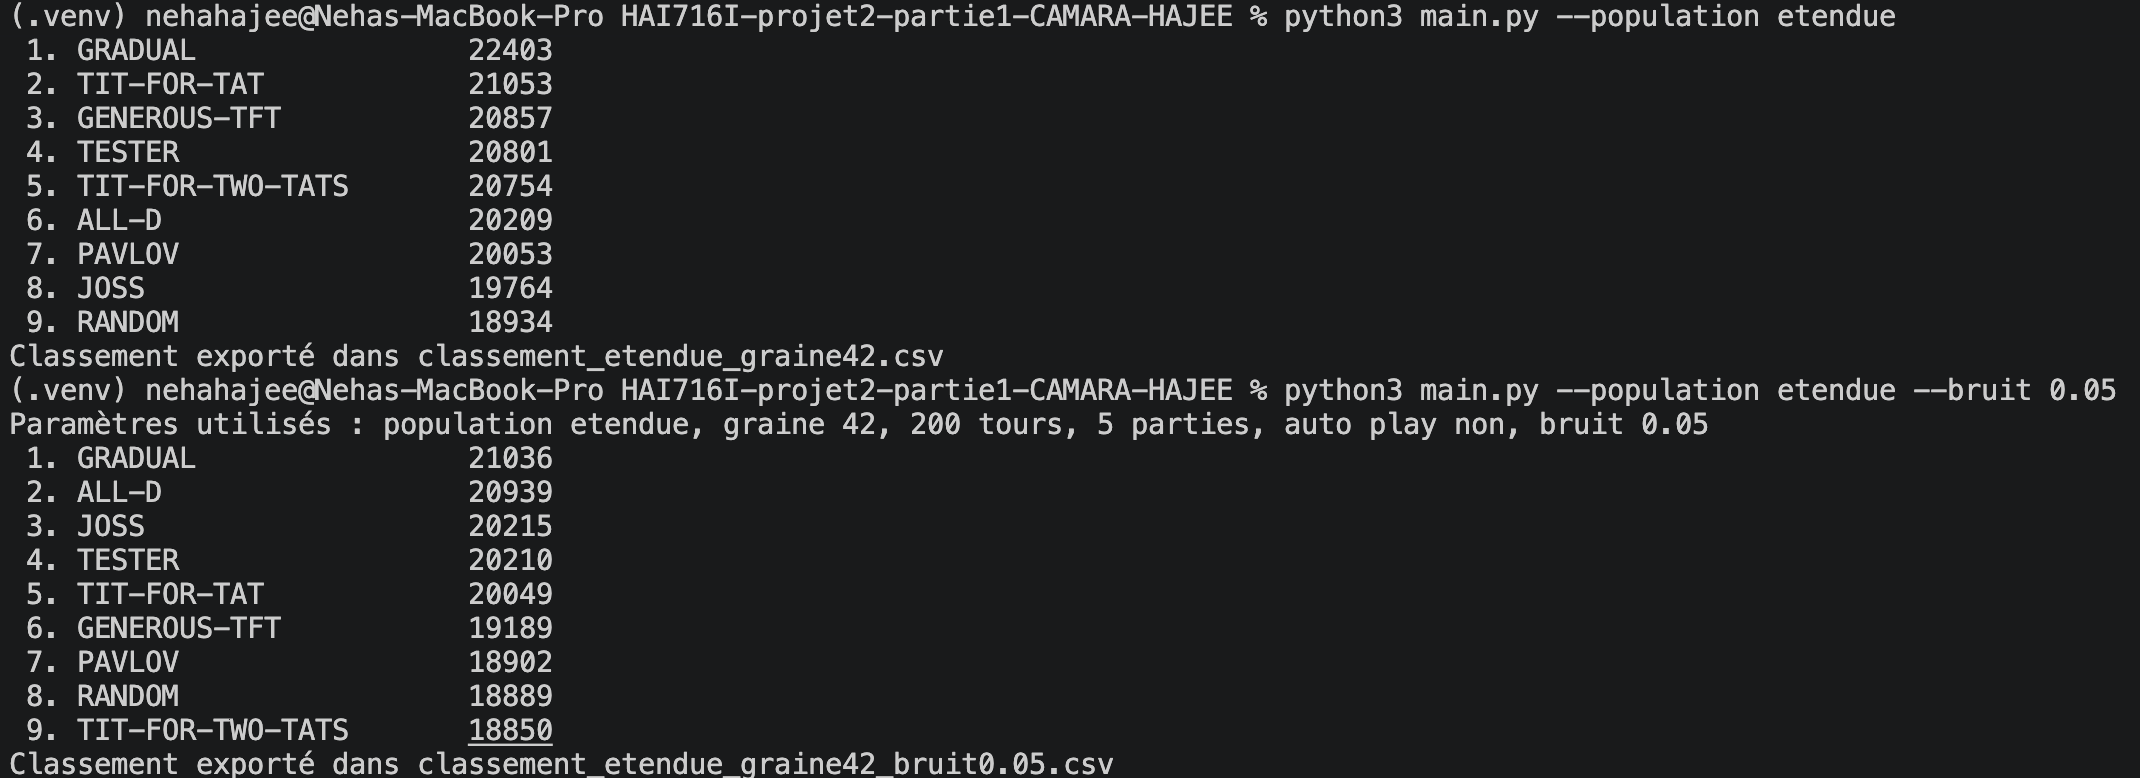 (.venv) nehahajee@Nehas-MacBook-Pro HAI716I-projet2-partie1-CAMARA-HAJEE % python3 main.py --population etendue
1. GRADUAL 22403
2. TIT-FOR-TAT 21053
3. GENEROUS-TFT 20857
4. TESTER 20801
5. TIT-FOR-TWO-TATS 20754
6. ALL-D 20209
7. PAVLOV 20053
8. JOSS 19764
9. RANDOM 18934
Classement exporté dans classement_etendue_graine42.csv
(.venv) nehahajee@Nehas-MacBook-Pro HAI716I-projet2-partie1-CAMARA-HAJEE % python3 main.py --population etendue --bruit 0.05
Paramètres utilisés : population etendue, graine 42, 200 tours, 5 parties, auto play non, bruit 0.05
1. GRADUAL 21036
2. ALL-D 20939
3. JOSS 20215
4. TESTER 20210
5. TIT-FOR-TAT 20049
6. GENEROUS-TFT 19189
7. PAVLOV 18902
8. RANDOM 18889
9. TIT-FOR-TWO-TATS 18850
Classement exporté dans classement_etendue_graine42_bruit0.05.csv